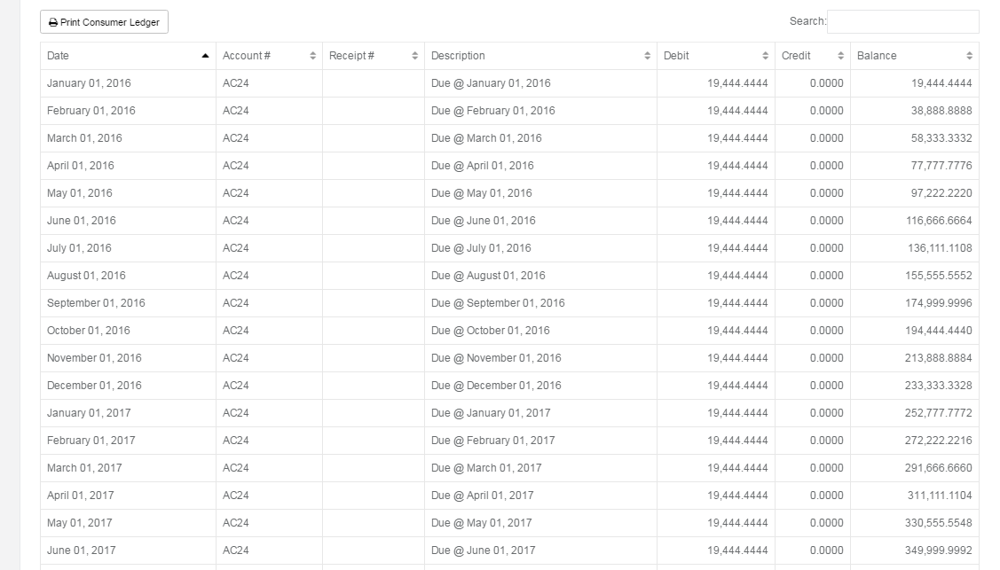 Print Consumer Ledger Search:
Date Account # Receipt # Description Debit Credit Balance
January 01, 2016 AC24 Due @ January 01, 2016 19,444.4444 0.0000 19,444.4444
February 01, 2016 AC24 Due @ February 01, 2016 19,444.4444 0.0000 38,888.8888
March 01, 2016 AC24 Due @ March 01, 2016 19,444.4444 0.0000 58,333.3332
April 01, 2016 AC24 Due @ April 01, 2016 19,444.4444 0.0000 77,777.7776
May 01, 2016 AC24 Due @ May 01, 2016 19,444.4444 0.0000 97,222.2220
June 01, 2016 AC24 Due @ June 01, 2016 19,444.4444 0.0000 116,666.6664
July 01, 2016 AC24 Due @ July 01, 2016 19,444.4444 0.0000 136,111.1108
August 01, 2016 AC24 Due @ August 01, 2016 19,444.4444 0.0000 155,555.5552
September 01, 2016 AC24 Due @ September 01, 2016 19,444.4444 0.0000 174,999.9996
October 01, 2016 AC24 Due @ October 01, 2016 19,444.4444 0.0000 194,444.4440
November 01, 2016 AC24 Due @ November 01, 2016 19,444.4444 0.0000 213,888.8884
December 01, 2016 AC24 Due @ December 01, 2016 19,444.4444 0.0000 233,333.3328
January 01, 2017 AC24 Due @ January 01, 2017 19,444.4444 0.0000 252,777.7772
February 01, 2017 AC24 Due @ February 01, 2017 19,444.4444 0.0000 272,222.2216
March 01, 2017 AC24 Due @ March 01, 2017 19,444.4444 0.0000 291,666.6660
April 01, 2017 AC24 Due @ April 01, 2017 19,444.4444 0.0000 311,111.1104
May 01, 2017 AC24 Due @ May 01, 2017 19,444.4444 0.0000 330,555.5548
June 01, 2017 AC24 Due @ June 01, 2017 19,444.4444 0.0000 349,999.9992